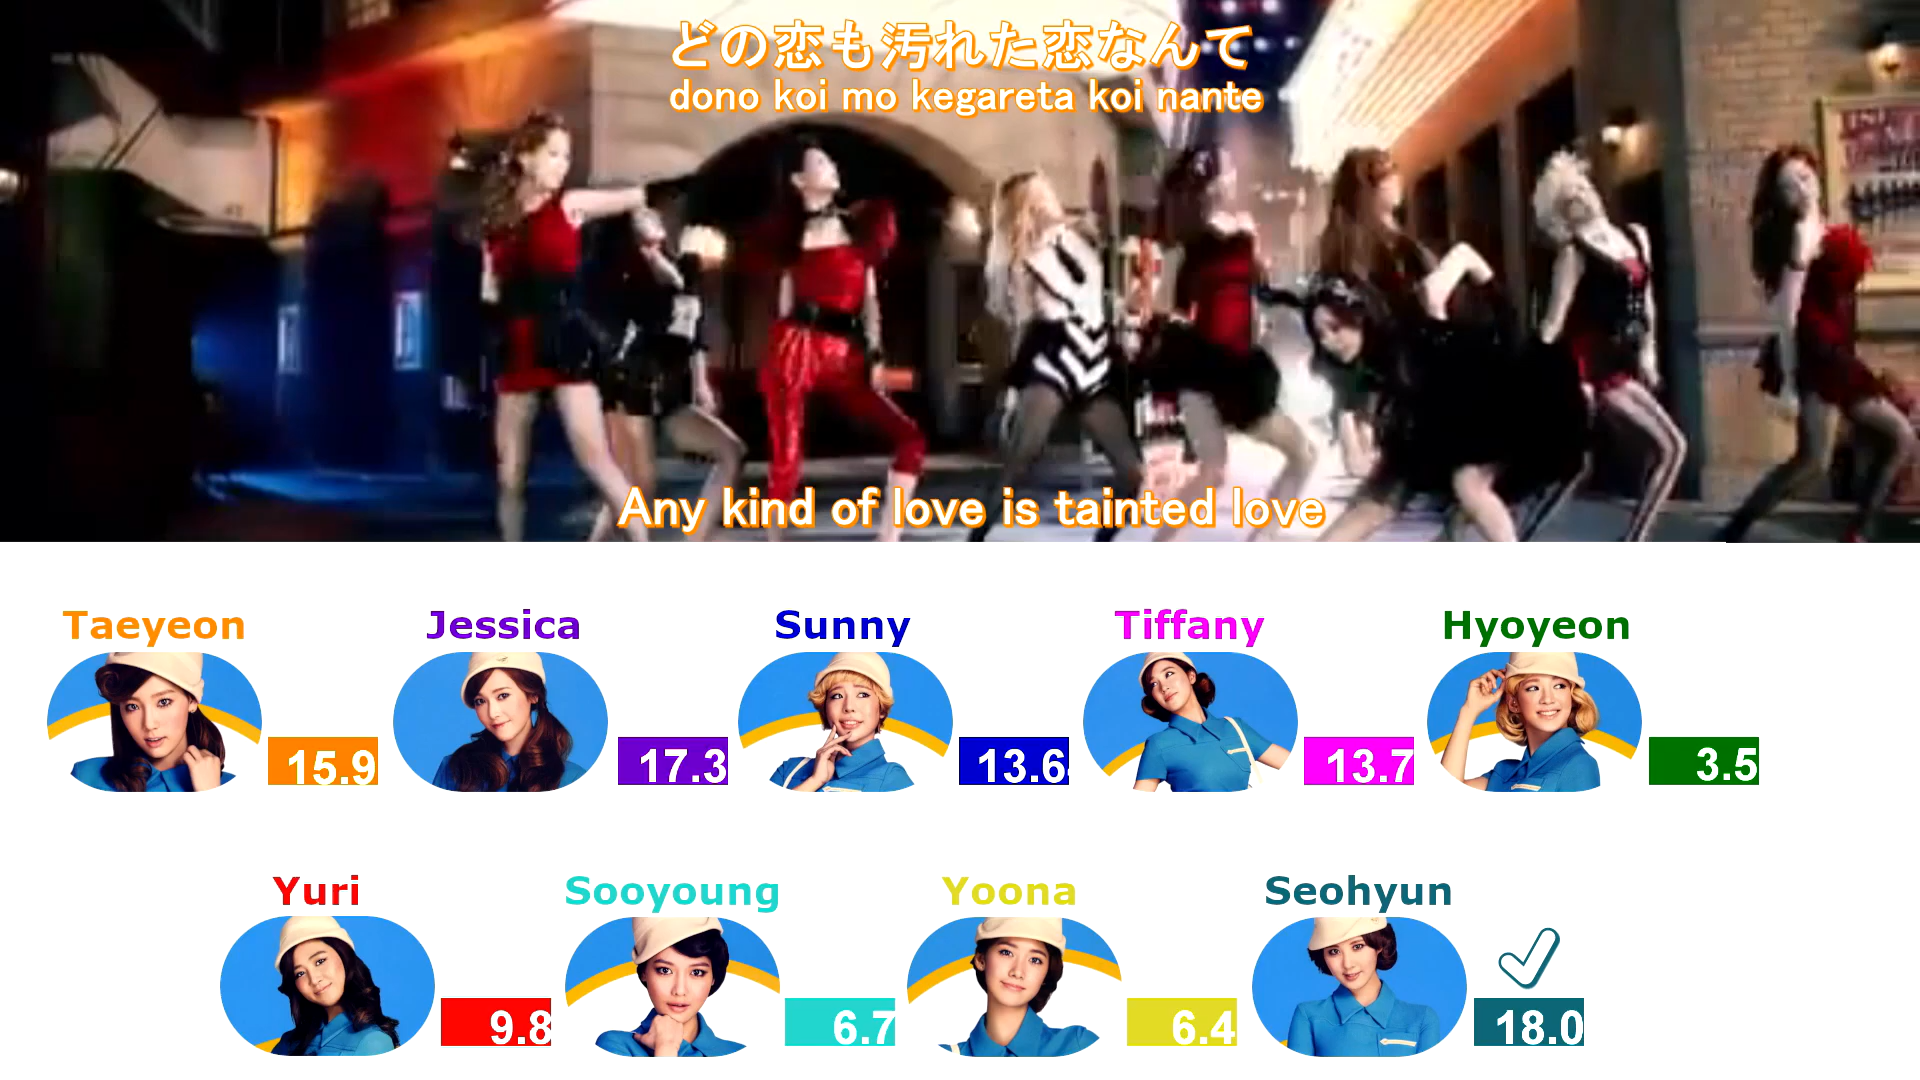 どの恋も汚れた恋なんて
dono koi mo kegareta koi nante
Any kind of love is tainted love
Taeyeon
Jessica
Sunny
Tiffany
Hyoyeon
15.9
17.3
13.6
13.7
3.5
Yuri
Sooyoung
Yoona
Seohyun
9.8
6.7
6.4
18.0